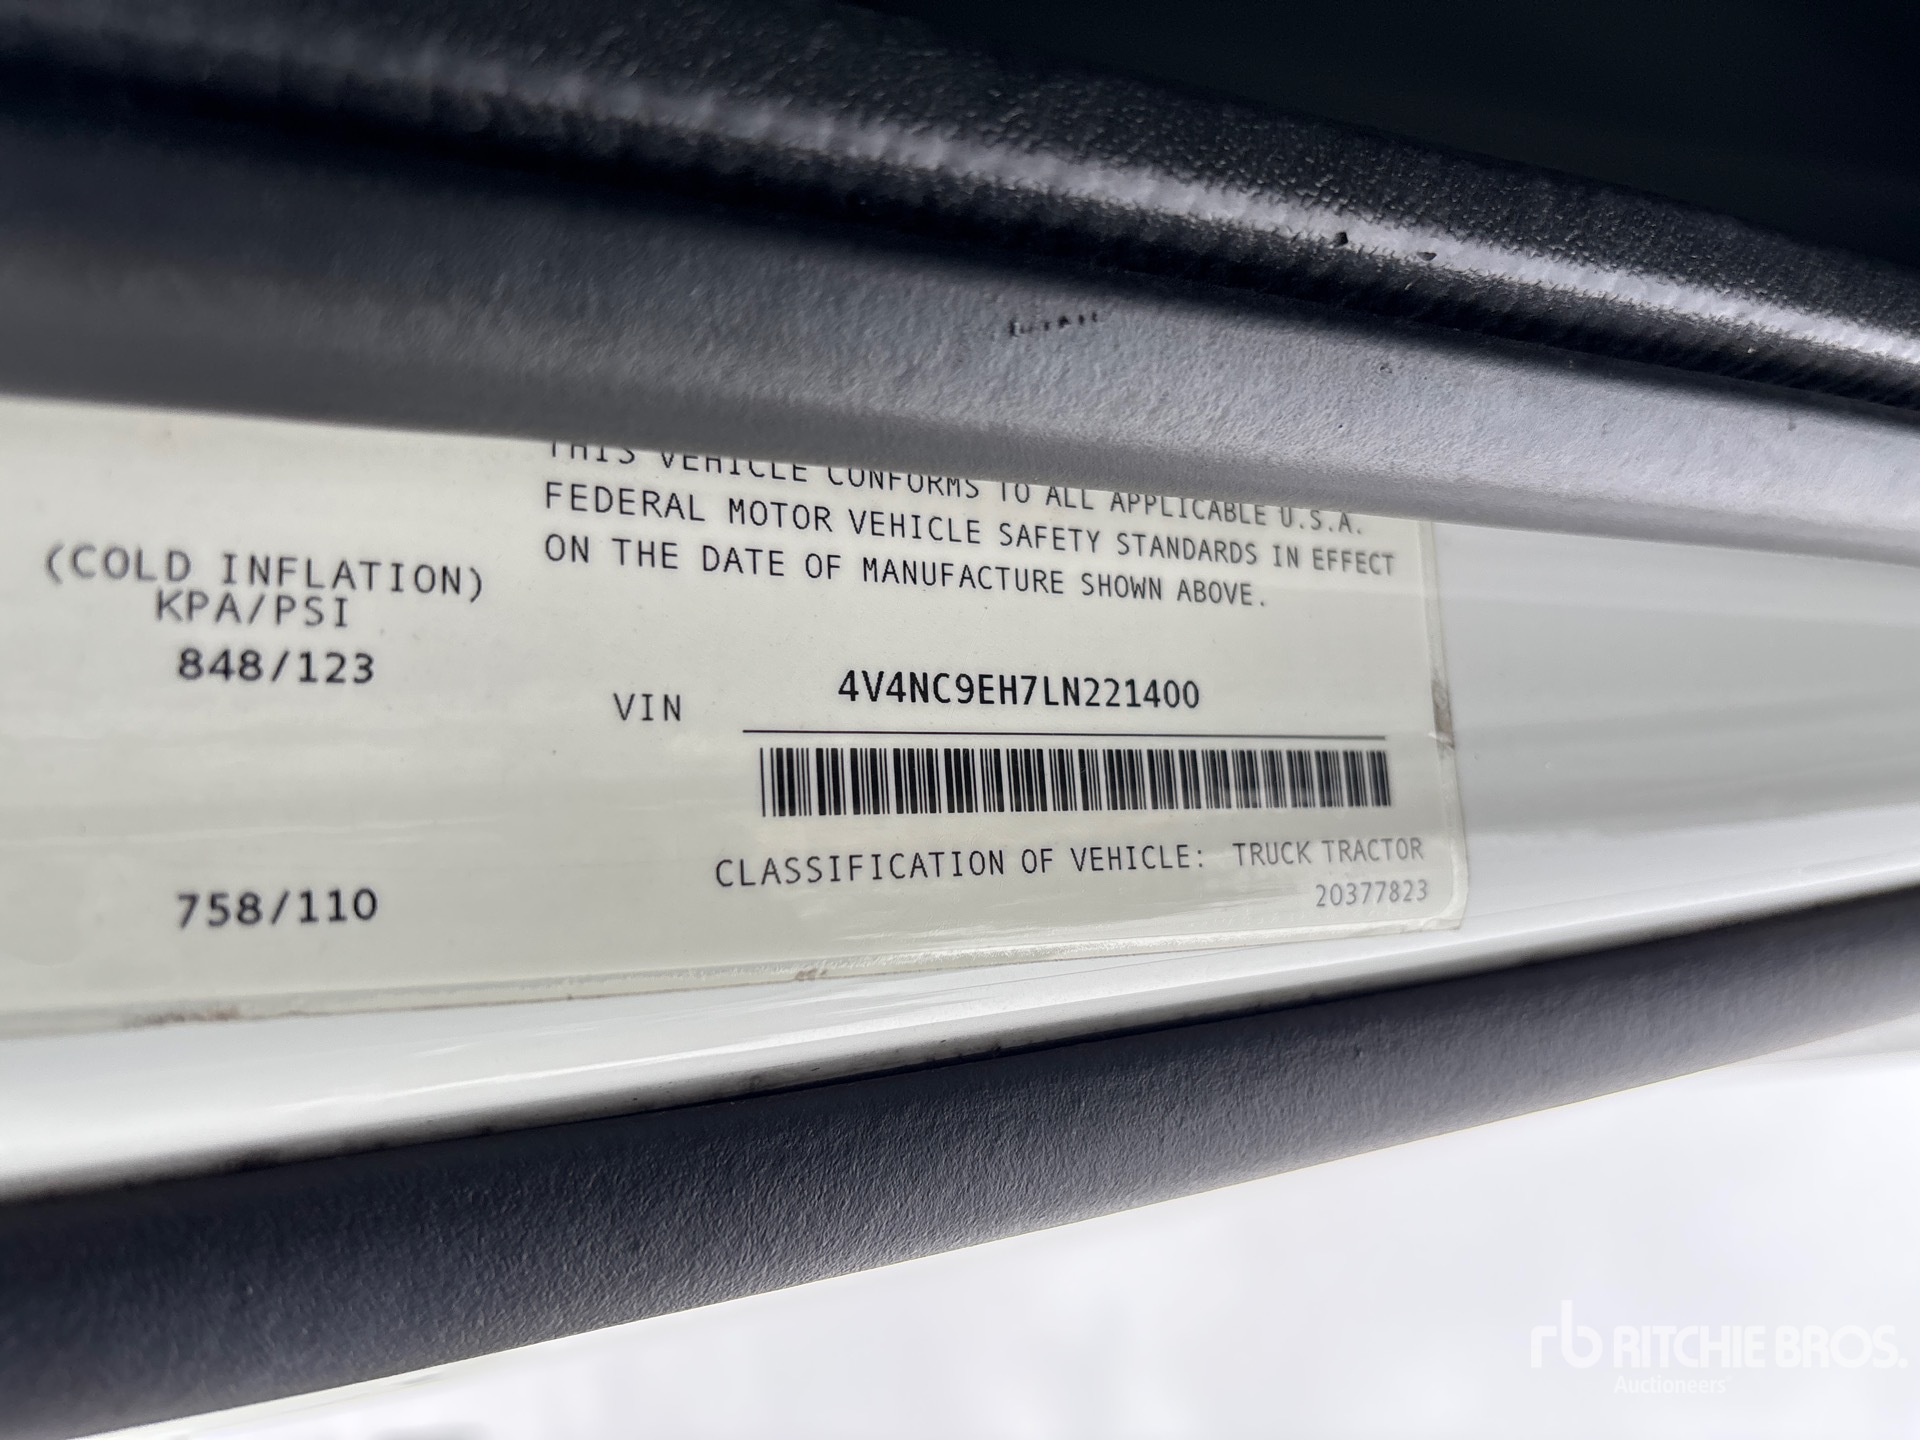 THIS VEHICLE CONFORMS TO ALL APPLICABLE U.S.A.
FEDERAL MOTOR VEHICLE SAFETY STANDARDS IN EFFECT
ON THE DATE OF MANUFACTURE SHOWN ABOVE.
(COLD INFLATION)
KPA/PSI
848/123
VIN 4V4NC9EH7LN221400
CLASSIFICATION OF VEHICLE: TRUCK TRACTOR
758/110
20377823
rb RITCHIE BROS.
Auctioneers